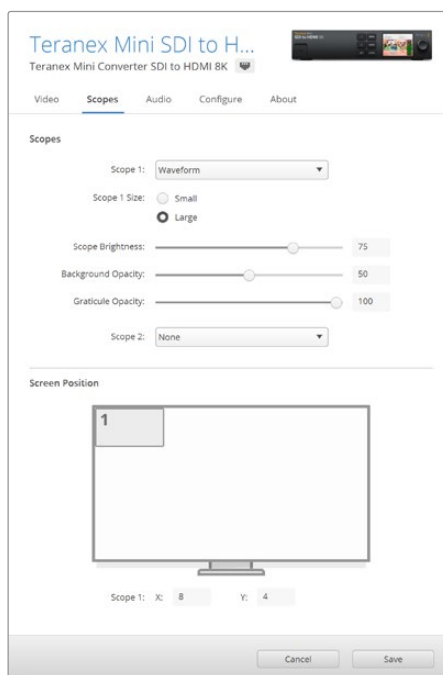 Teranex Mini SDI to H...
Teranex Mini Converter SDI to HDMI 8K
Video Scopes Audio Configure About
Scopes
Scope 1: Waveform
Scope 1 Size: Small
Large
Scope Brightness: 75
Background Opacity: 50
Graticule Opacity: 100
Scope 2: None
Screen Position
1
Scope 1: X: 8 Y: 4
Cancel Save